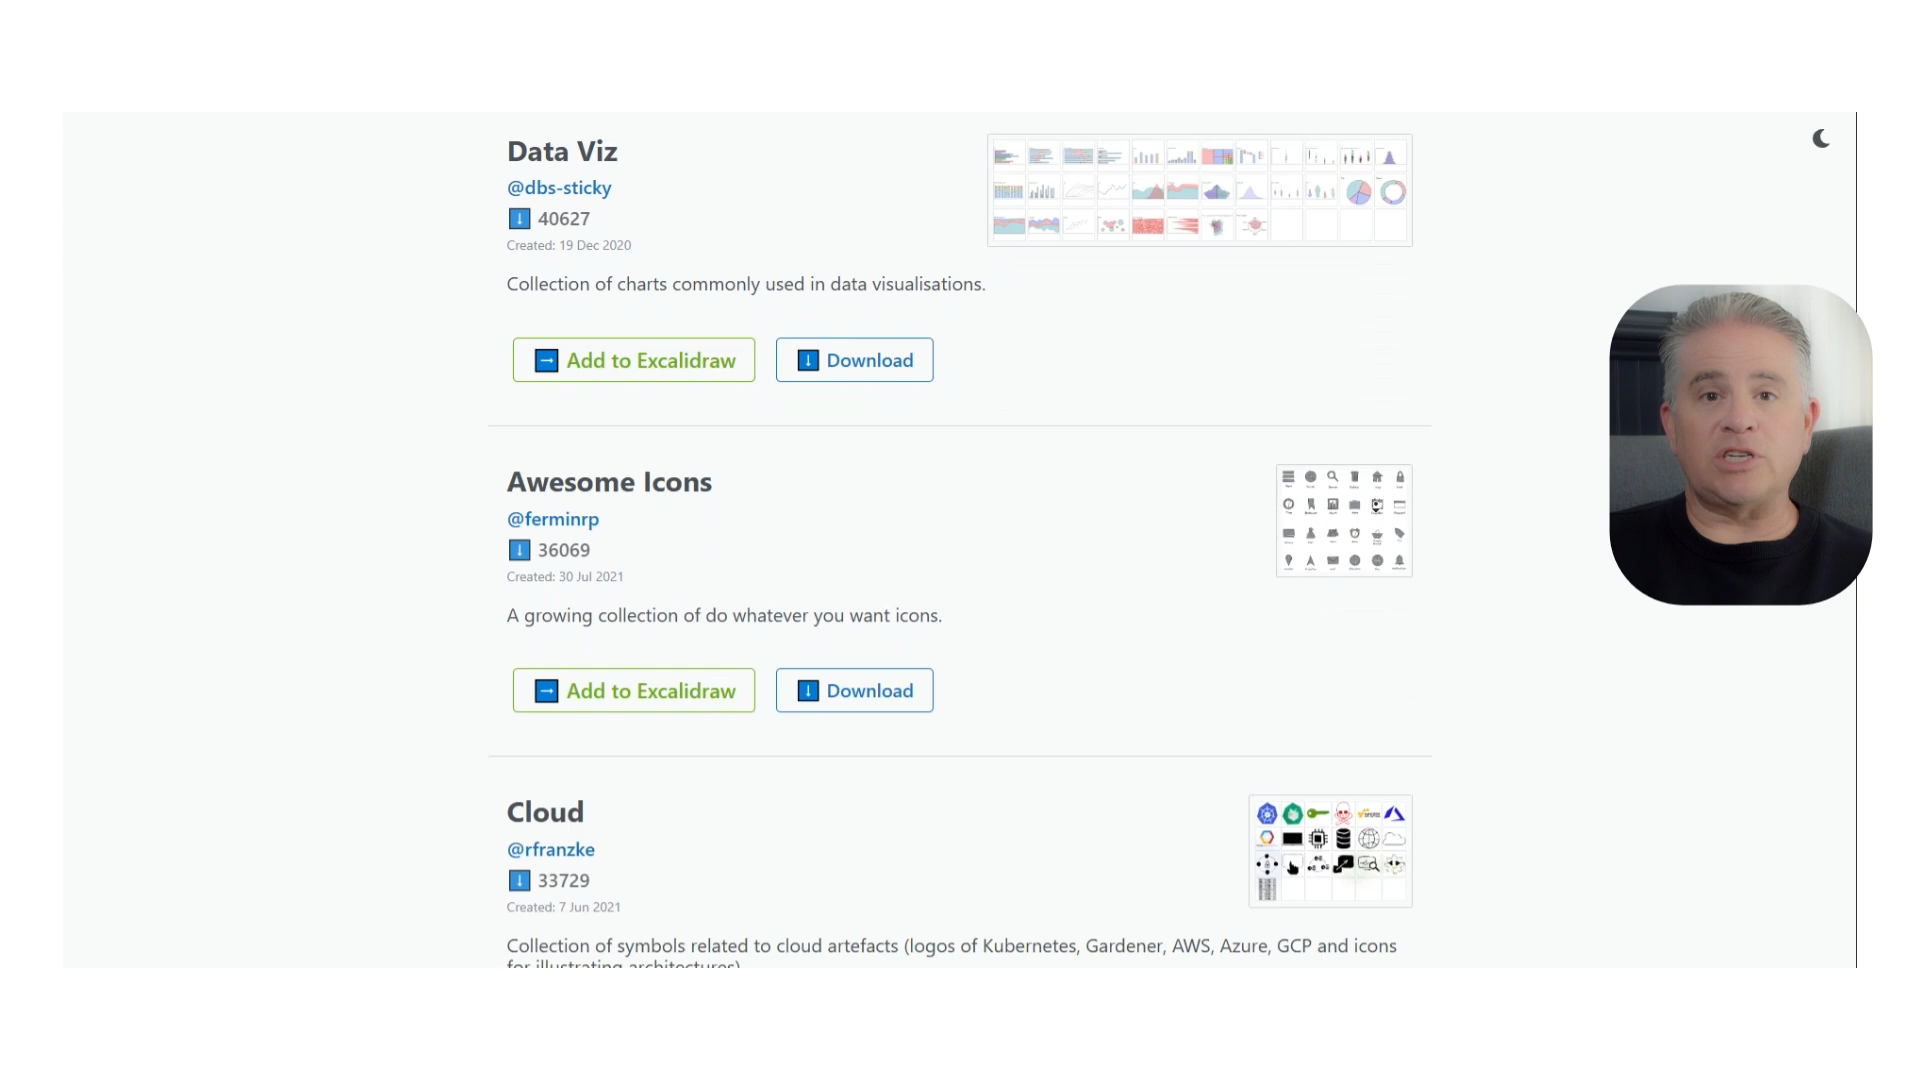 Data Viz
@dbs-sticky
40627
Created: 19 Dec 2020
Collection of charts commonly used in data visualisations.
Add to Excalidraw
Download
Awesome Icons
@ferminrp
36069
Created: 30 Jul 2021
A growing collection of do whatever you want icons.
Add to Excalidraw
Download
Cloud
@rfranzke
33729
Created: 7 Jun 2021
Collection of symbols related to cloud artefacts (logos of Kubernetes, Gardener, AWS, Azure, GCP and icons
for illustrating architectures)